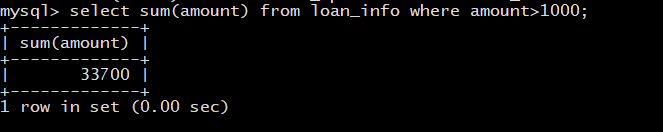 mysql> select sum(amount) from loan_info where amount>1000;
+-------------+
| sum(amount) |
+-------------+
|       33700 |
+-------------+
1 row in set (0.00 sec)